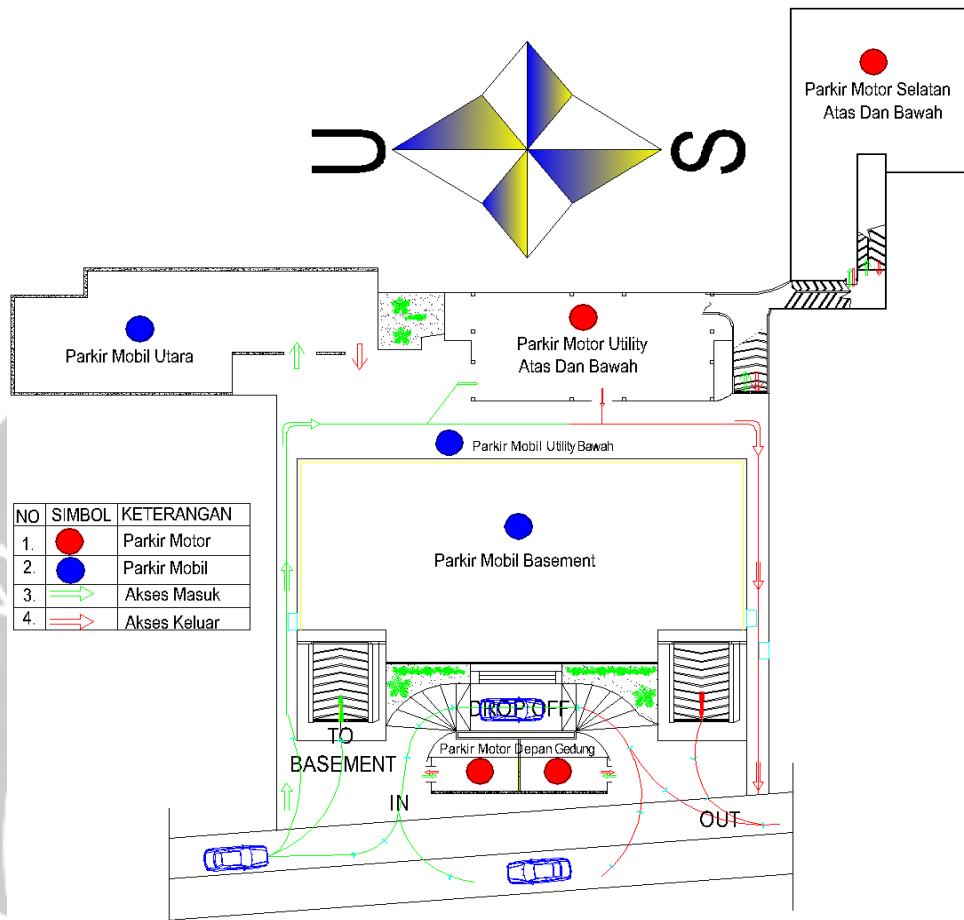 Parkir Motor Selatan
Atas Dan Bawah
U
S
Parkir Mobil Utara
Parkir Motor Utility
Atas Dan Bawah
Parkir Mobil Utility Bawah
Parkir Mobil Basement
NO SIMBOL KETERANGAN
1. Parkir Motor
2. Parkir Mobil
3. Akses Masuk
4. Akses Keluar
DROP OFF
TO
BASEMENT
Parkir Motor Depan Gedung
IN
OUT